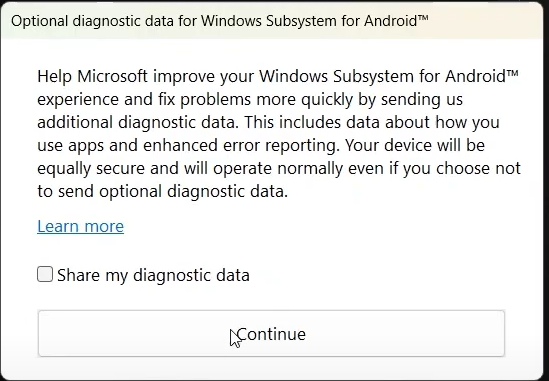 Optional diagnostic data for Windows Subsystem for Android™
Help Microsoft improve your Windows Subsystem for Android™
experience and fix problems more quickly by sending us
additional diagnostic data. This includes data about how you
use apps and enhanced error reporting. Your device will be
equally secure and will operate normally even if you choose not
to send optional diagnostic data.
Learn more
Share my diagnostic data
Continue